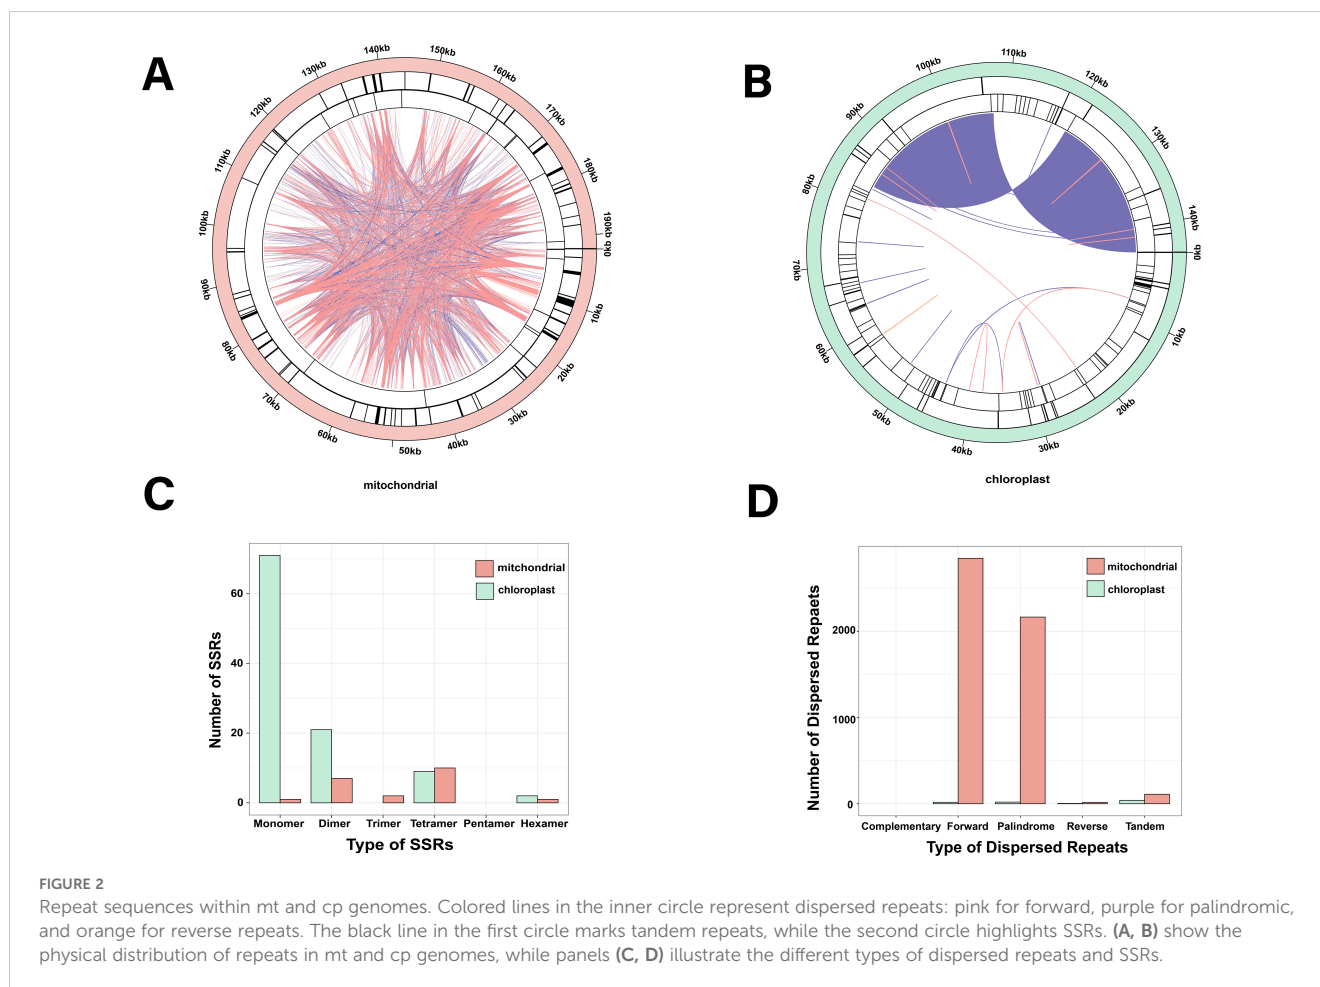 A
140kb
150kb
130kb
160kb
120kb
170kb
110kb
180kb
100kb
190kb
0kb
90kb
10kb
80kb
20kb
70kb
30kb
60kb
40kb
50kb
mitochondrial
B
110kb
100kb
120kb
90kb
130kb
80kb
140kb
0kb
70kb
10kb
60kb
20kb
50kb
30kb
40kb
chloroplast
C
mitchondrial
chloroplast
60
40
20
0
Number of SSRs
Monomer Dimer Trimer Tetramer Pentamer Hexamer
Type of SSRs
D
mitochondrial
chloroplast
2000
1000
0
Number of Dispersed Repaets
Complementary Forward Palindrome Reverse Tandem
Type of Dispersed Repeats
FIGURE 2
Repeat sequences within mt and cp genomes. Colored lines in the inner circle represent dispersed repeats: pink for forward, purple for palindromic,
and orange for reverse repeats. The black line in the first circle marks tandem repeats, while the second circle highlights SSRs. (A, B) show the
physical distribution of repeats in mt and cp genomes, while panels (C, D) illustrate the different types of dispersed repeats and SSRs.